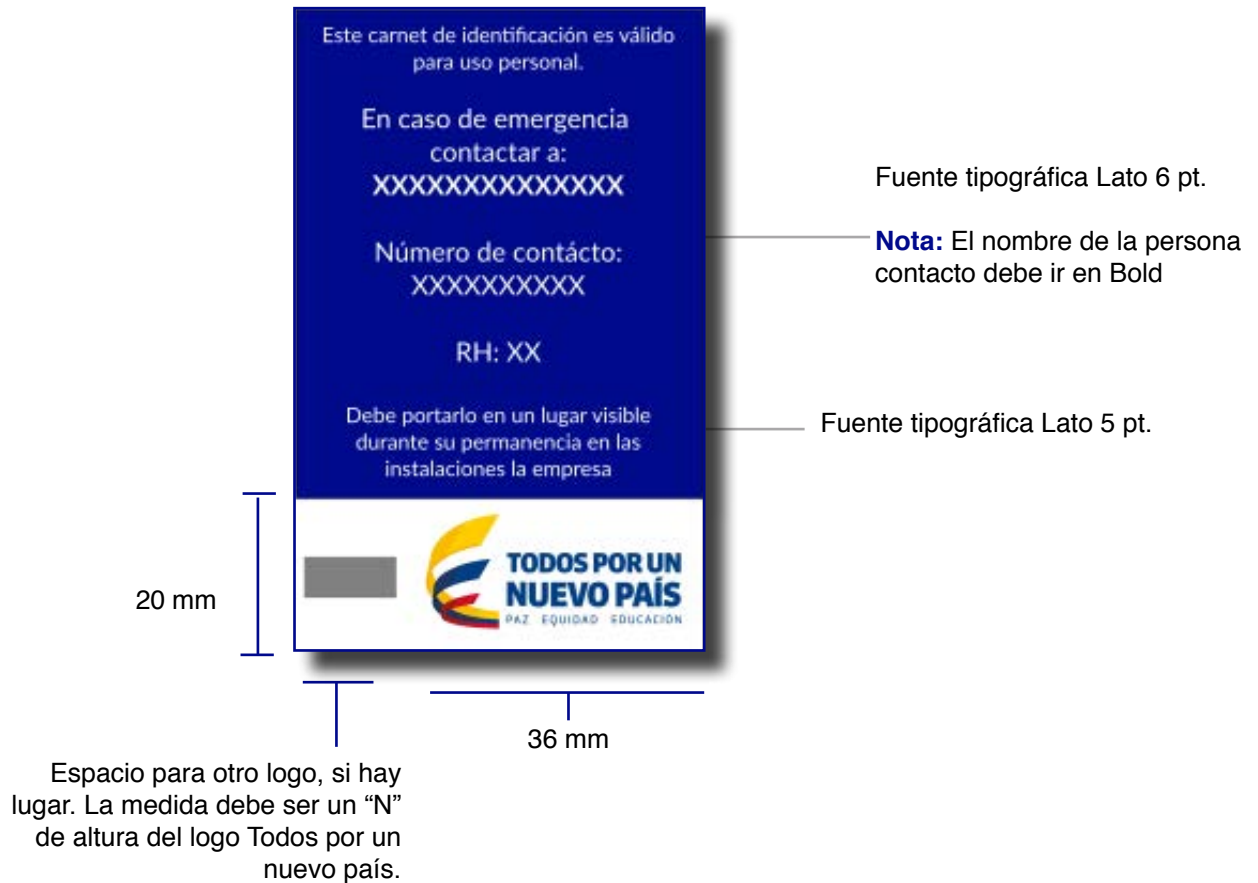 Este carnet de identificación es válido
para uso personal.
En caso de emergencia
contactar a:
XXXXXXXXXXXXXX
Número de contácto:
XXXXXXXXXX
RH: XX
Debe portarlo en un lugar visible
durante su permanencia en las
instalaciones la empresa
TODOS POR UN
NUEVO PAÍS
PAZ EQUIDAD EDUCACIÓN
Fuente tipográfica Lato 6 pt.
Nota: El nombre de la persona
contacto debe ir en Bold
Fuente tipográfica Lato 5 pt.
20 mm
36 mm
Espacio para otro logo, si hay
lugar. La medida debe ser un “N”
de altura del logo Todos por un
nuevo país.